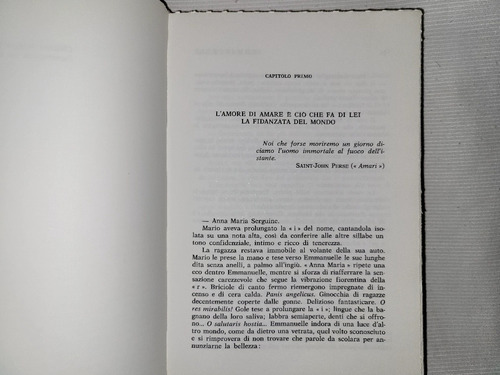 CAPITOLO PRIMO
L'AMORE DI AMARE È CIÒ CHE FA DI LEI
LA FIDANZATA DEL MONDO
Noi che forse moriremo un giorno di-
ciamo l'uomo immortale al fuoco dell'i-
stante.
SAINT-JOHN PERSE (« Amari »)
— Anna Maria Serguine.
Mario aveva prolungato la « i » del nome, cantandola iso-
lata su una nota alta, così da conferire alle altre sillabe un
tono confidenziale, intimo e ricco di tenerezza.
La ragazza restava immobile al volante della sua auto.
Mario le prese la mano e tese verso Emmanuelle le sue lunghe
dita senza anelli, a palmo all'ingiù. « Anna Maria » ripete una
eco dentro Emmanuelle, mentre si sforza di riafferrare la sen-
sazione carezzevole che segue la vibrazione fiorentina della
« r ». Briciole di canto fermo riemergono impregnate di in-
censo e di cera calda. Panis angelicus. Ginocchia di ragazze
decentemente coperte dalle gonne. Delizioso fantasticare. O
res mirabilis! Gole tese a prolungare la « i »; lingue che la ba-
gnano della loro saliva; labbra semiaperte, denti che si offro-
no... O salutaris hostia... Emmanuelle indora di una luce d'al-
tro mondo, come da dietro una vetrata, quel volto sconosciuto
e si rimprovera di non trovare che parole da scolara per an-
nunziarne la bellezza :